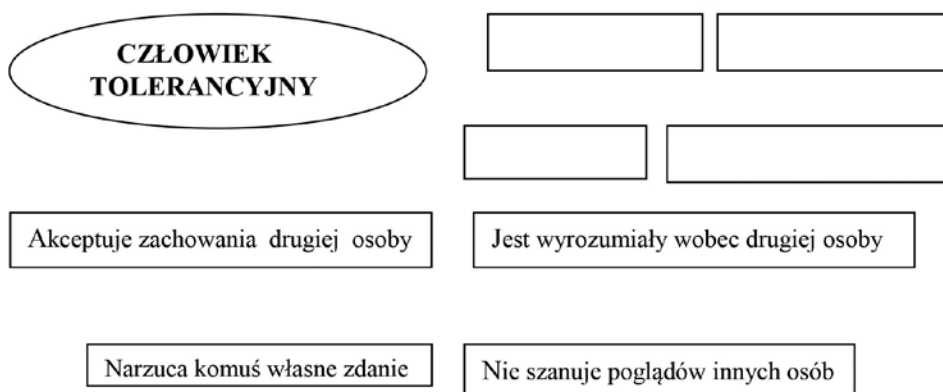 CZŁOWIEK
TOLERANCYJNY
Akceptuje zachowania drugiej osoby
Jest wyrozumiały wobec drugiej osoby
Narzuca komuś własne zdanie
Nie szanuje poglądów innych osób